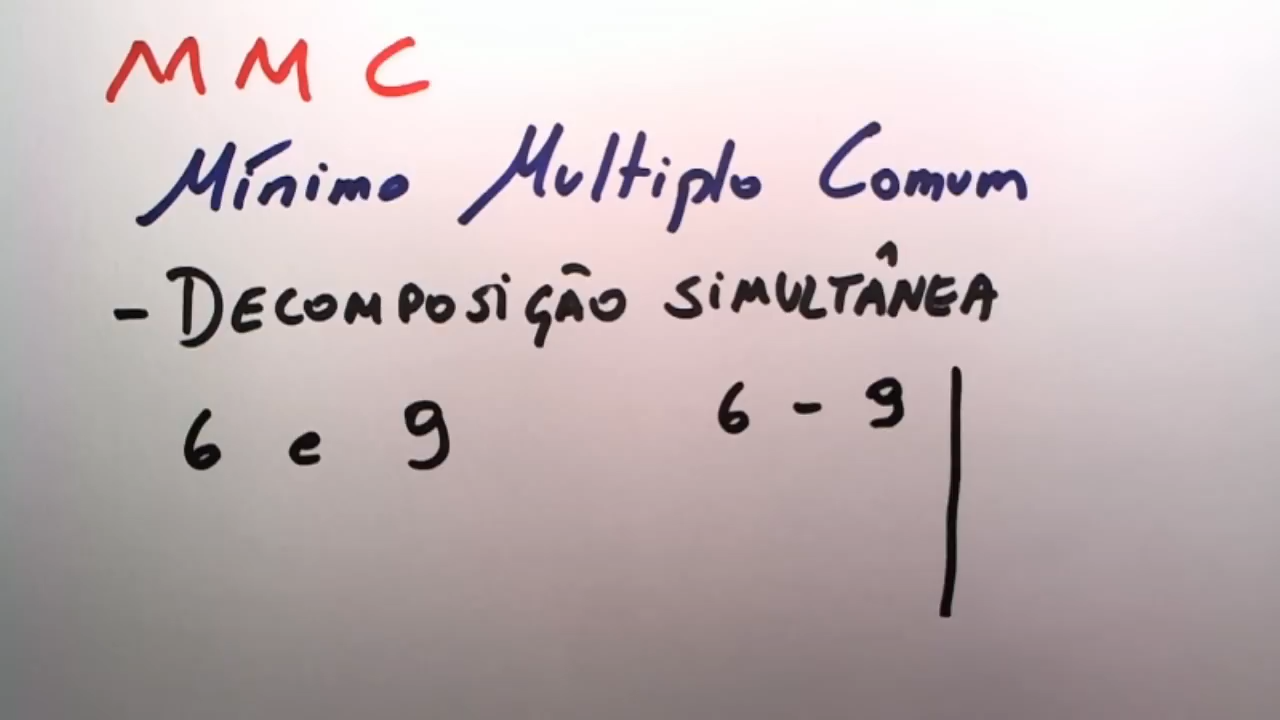 MMC
Mínimo Multiplo Comum
- DECOMPOSIÇÃO SIMULTÂNEA
6 e 9 6 - 9